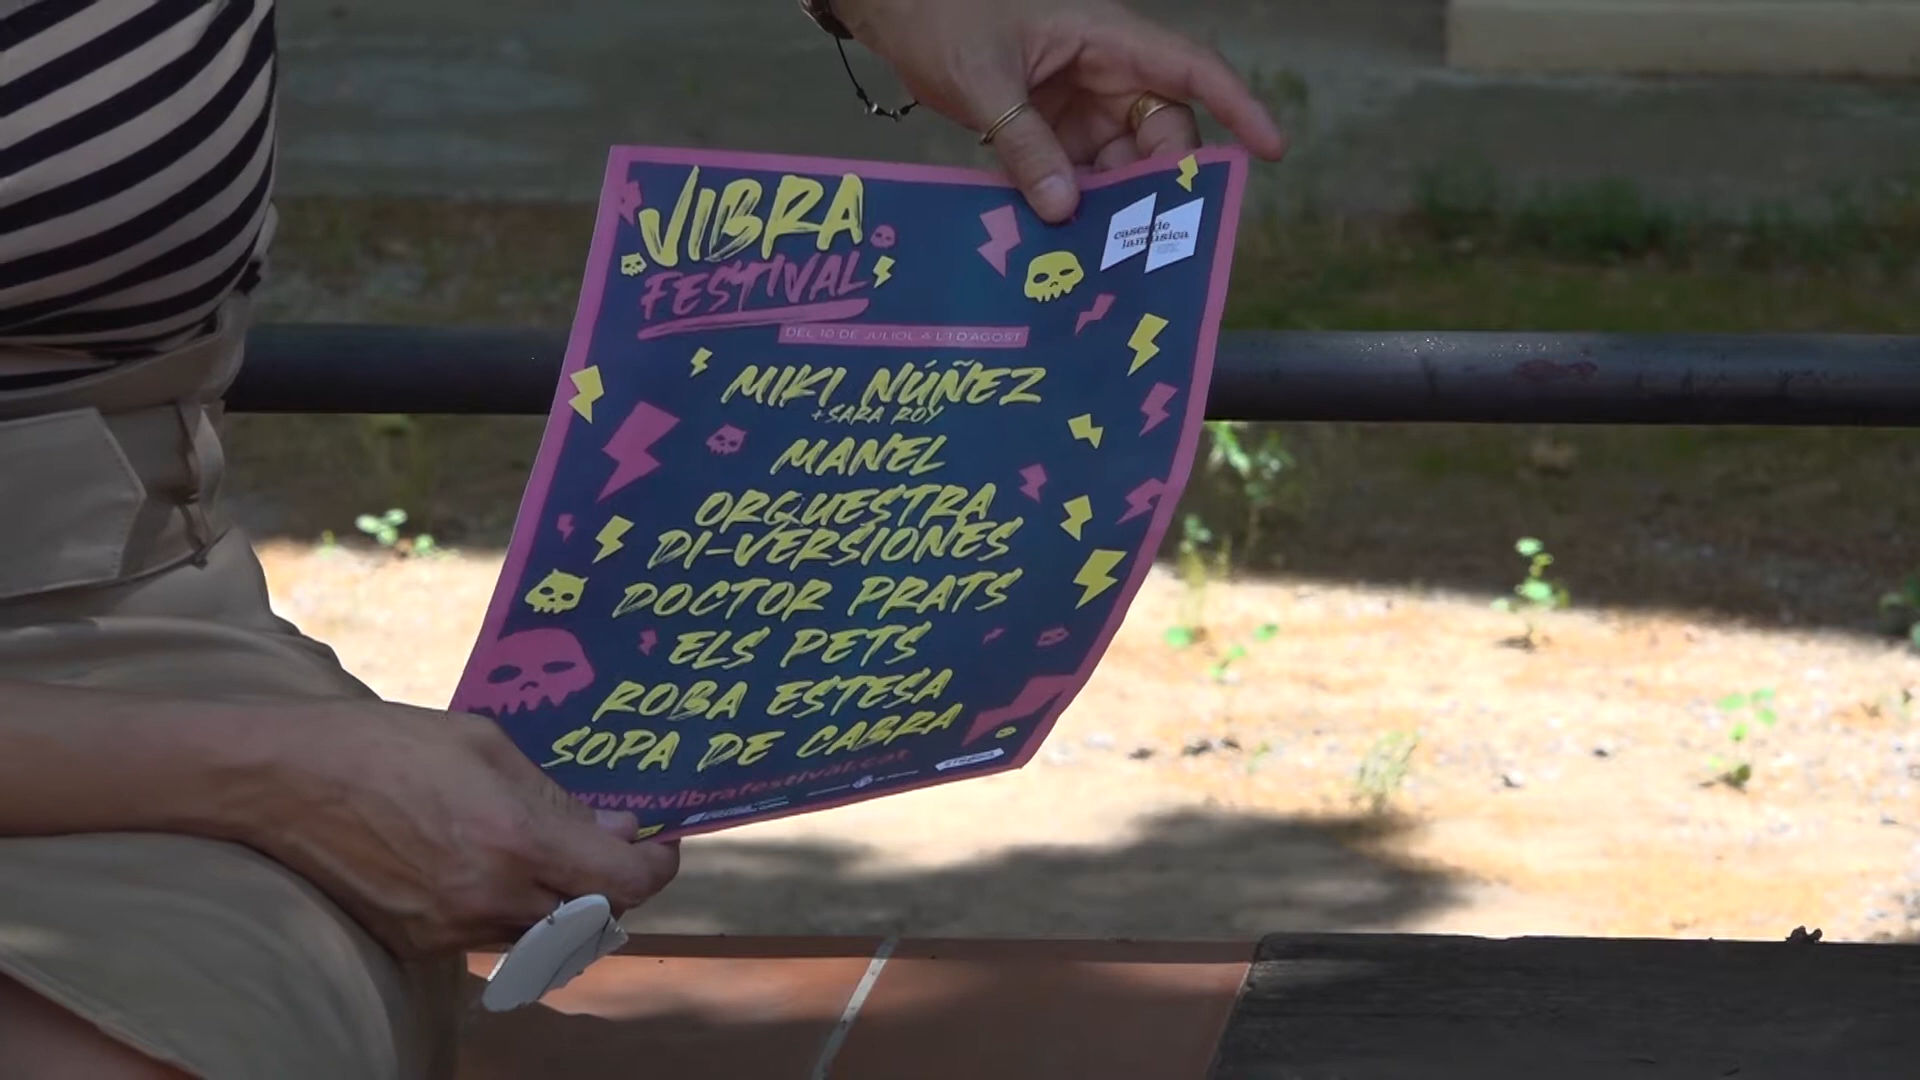 VIBRA
FESTIVAL
cases de
la música
DEL 10 DE JULIOL A L'1 D'AGOST
MIKI NÚÑEZ
+SARA ROY
MANEL
ORQUESTRA
DI-VERSIONES
DOCTOR PRATS
ELS PETS
ROBA ESTESA
SOPA DE CABRA
www.vibrafestival.cat